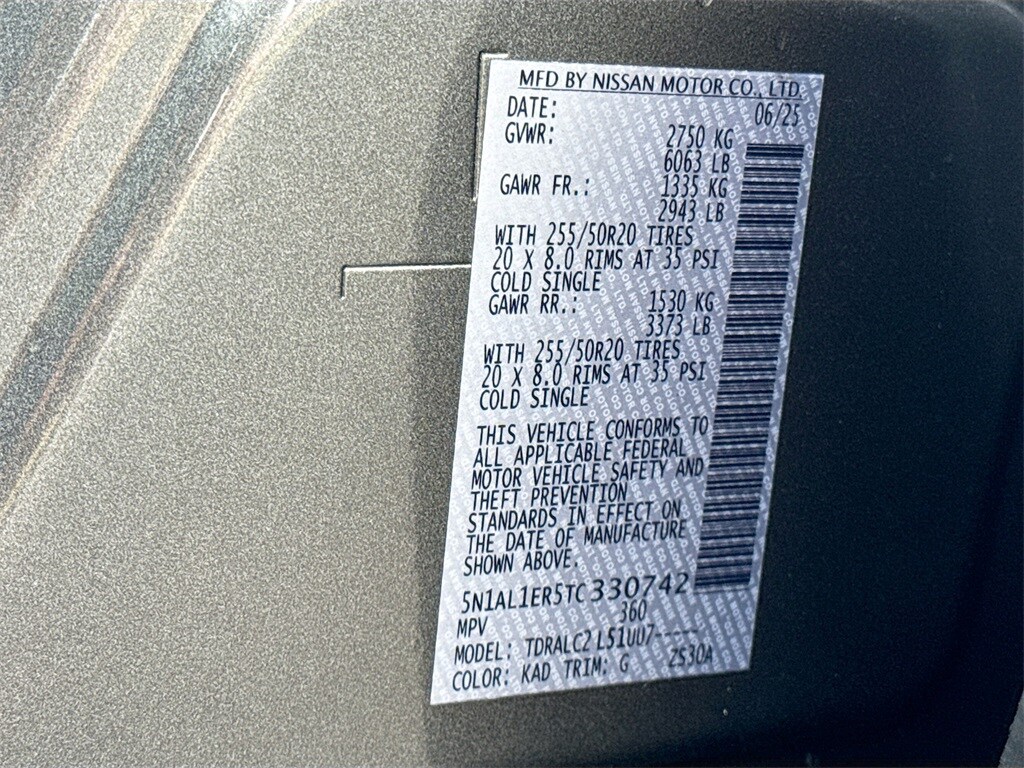 MFD BY NISSAN MOTOR CO., LTD.
DATE: 06/25
GVWR: 2750 KG
6063 LB
GAWR FR.: 1335 KG
2943 LB
WITH 255/50R20 TIRES
20 X 8.0 RIMS AT 35 PSI
COLD SINGLE
GAWR RR.: 1530 KG
3373 LB
WITH 255/50R20 TIRES
20 X 8.0 RIMS AT 35 PSI
COLD SINGLE
THIS VEHICLE CONFORMS TO
ALL APPLICABLE FEDERAL
MOTOR VEHICLE SAFETY AND
THEFT PREVENTION
STANDARDS IN EFFECT ON
THE DATE OF MANUFACTURE
SHOWN ABOVE.
5N1AL1ER5TC330742
MPV 360
MODEL: TDRALC2 L51UU7-----
COLOR: KAD TRIM: G ZS30A